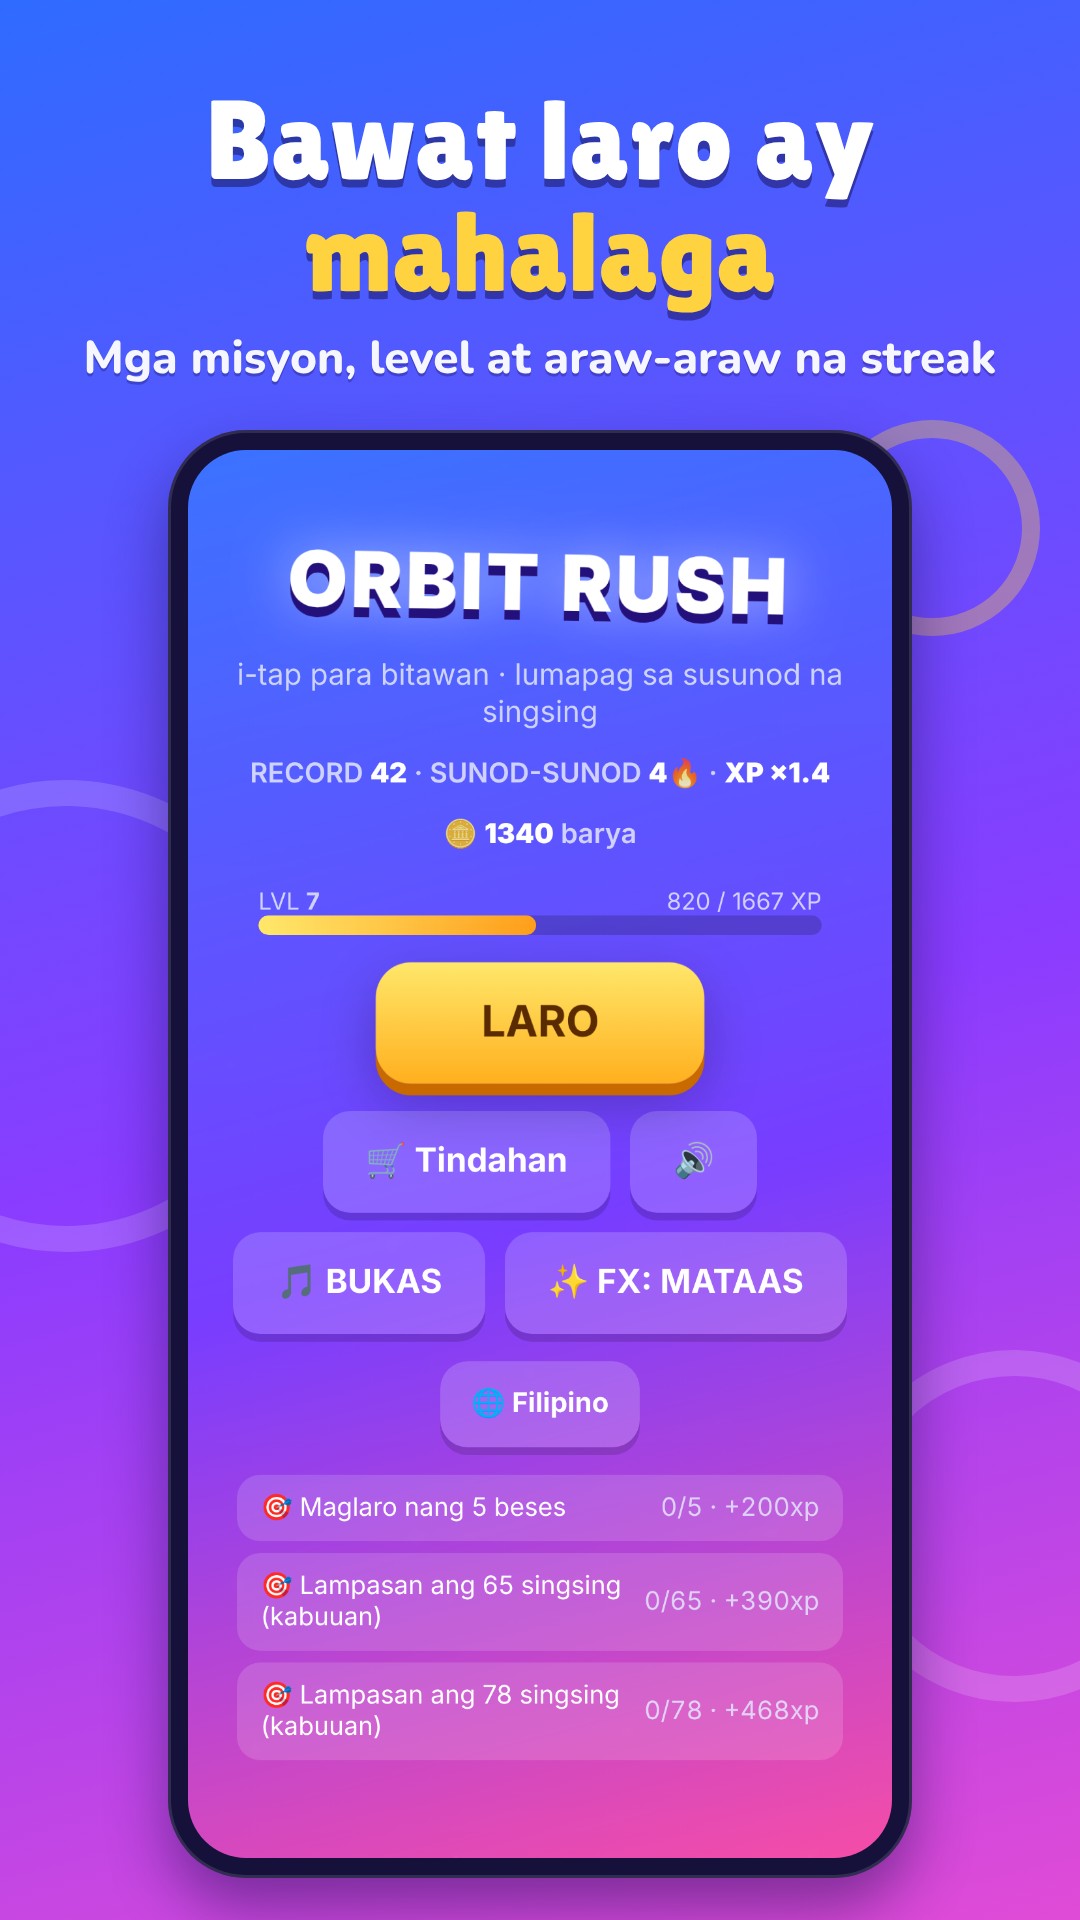 Bawat laro ay
mahalaga
Mga misyon, level at araw-araw na streak
ORBIT RUSH
i-tap para bitawan · lumapag sa susunod na
singsing
RECORD 42 · SUNOD-SUNOD 4🔥 · XP ×1.4
🪙 1340 barya
LVL 7 820 / 1667 XP
LARO
🛒 Tindahan 🔊
🎵 BUKAS ✨ FX: MATAAS
🌐 Filipino
🎯 Maglaro nang 5 beses 0/5 · +200xp
🎯 Lampasan ang 65 singsing
(kabuuan) 0/65 · +390xp
🎯 Lampasan ang 78 singsing
(kabuuan) 0/78 · +468xp